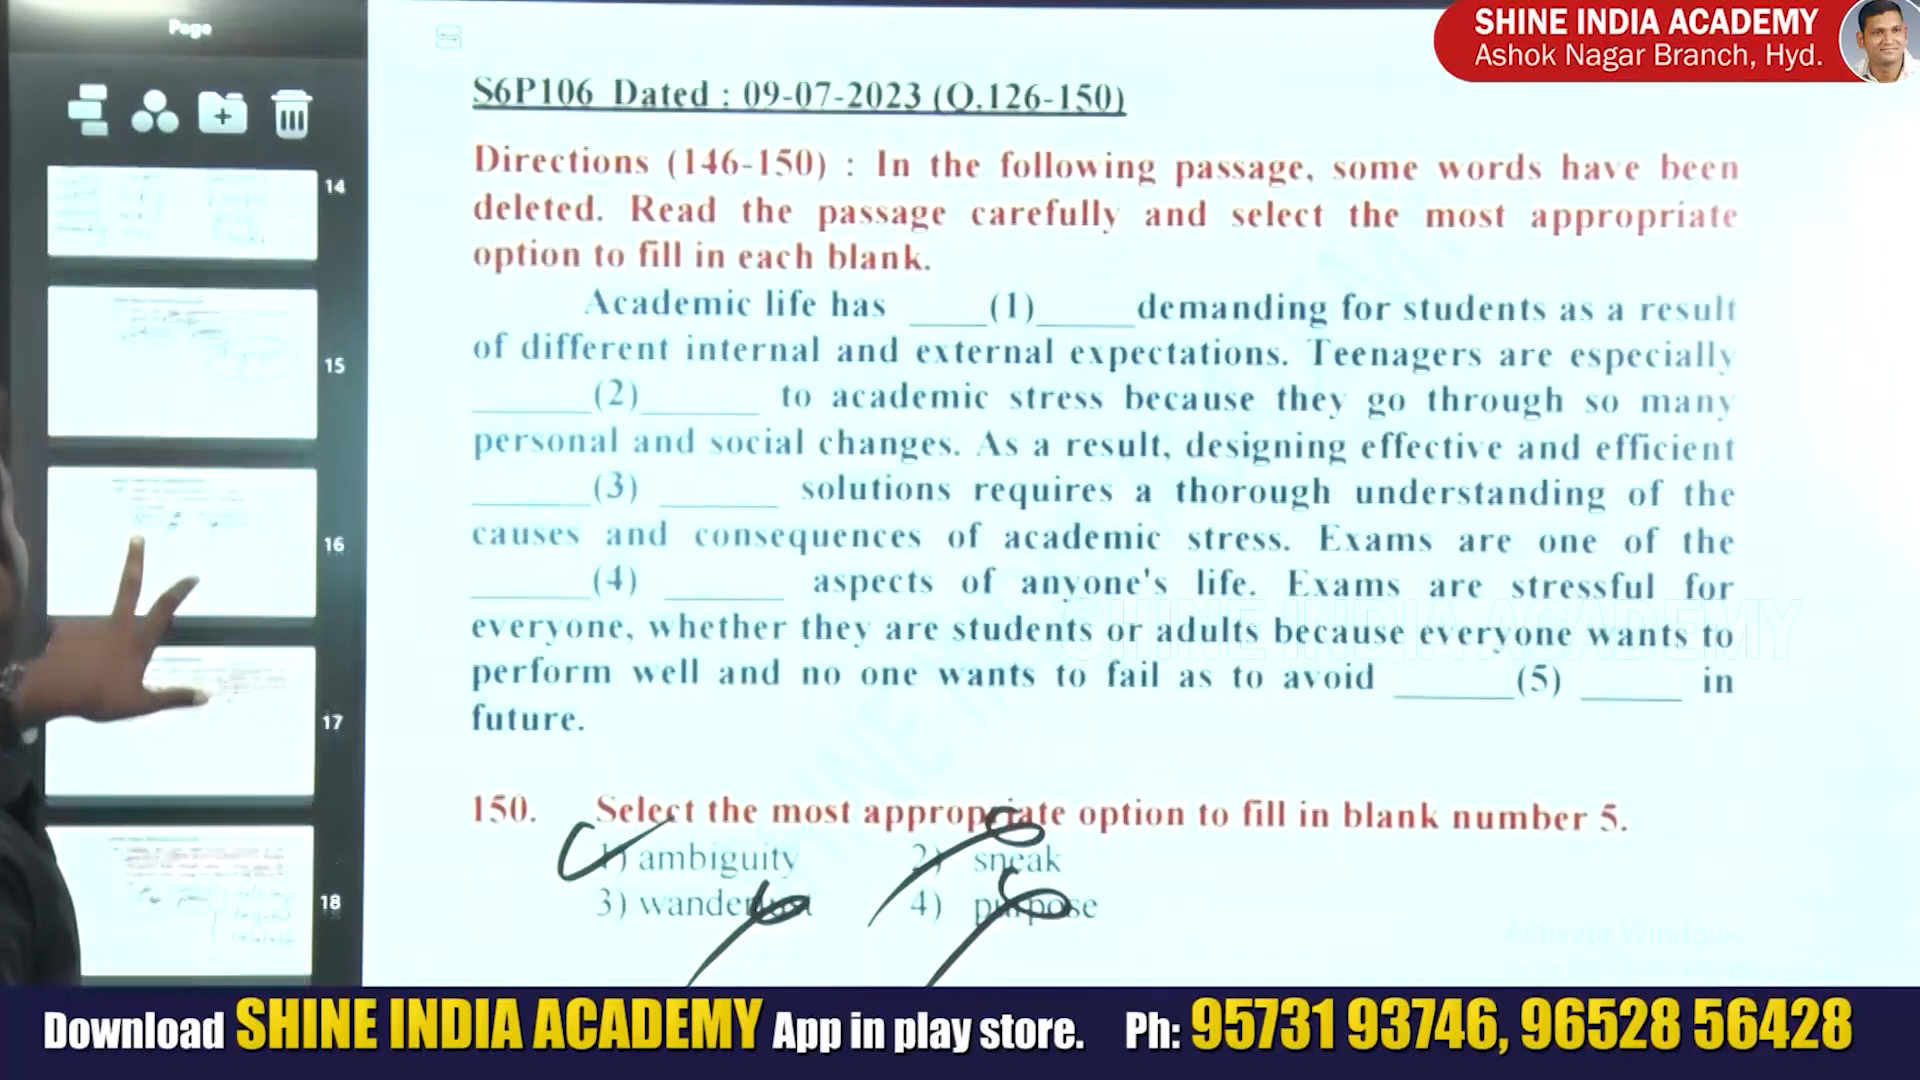 Page
SHINE INDIA ACADEMY
Ashok Nagar Branch, Hyd.
14
15
16
17
18
S6P106 Dated : 09-07-2023 (Q.126-150)
Directions (146-150) : In the following passage, some words have been
deleted. Read the passage carefully and select the most appropriate
option to fill in each blank.
Academic life has ____(1)_____ demanding for students as a result
of different internal and external expectations. Teenagers are especially
______(2)______ to academic stress because they go through so many
personal and social changes. As a result, designing effective and efficient
______(3) ______ solutions requires a thorough understanding of the
causes and consequences of academic stress. Exams are one of the
______(4) ______ aspects of anyone's life. Exams are stressful for
everyone, whether they are students or adults because everyone wants to
perform well and no one wants to fail as to avoid ______(5) _____ in
future.
SHINE INDIA ACADEMY
150. Select the most appropriate option to fill in blank number 5.
1) ambiguity 2) sneak
3) wanderlust 4) purpose
Activate Windows
Download SHINE INDIA ACADEMY App in play store. Ph: 95731 93746, 96528 56428